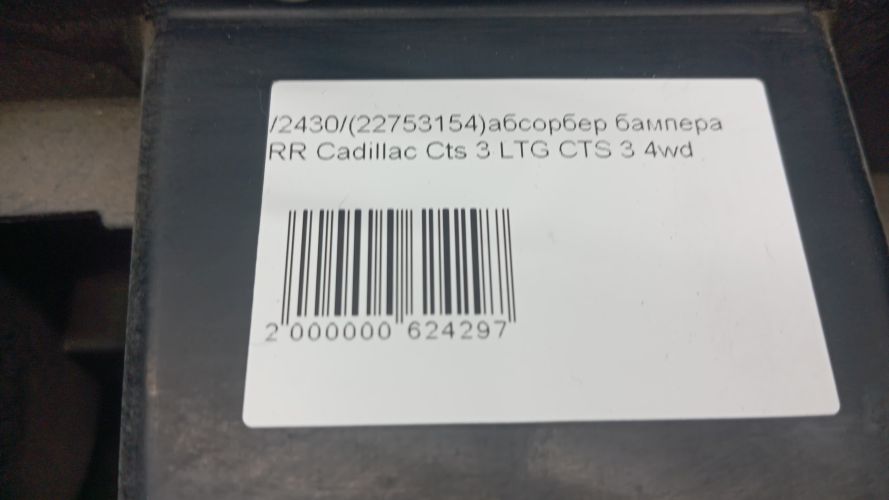 /2430/(22753154)абсорбер бампера
RR Cadillac Cts 3 LTG CTS 3 4wd
2 000000 624297